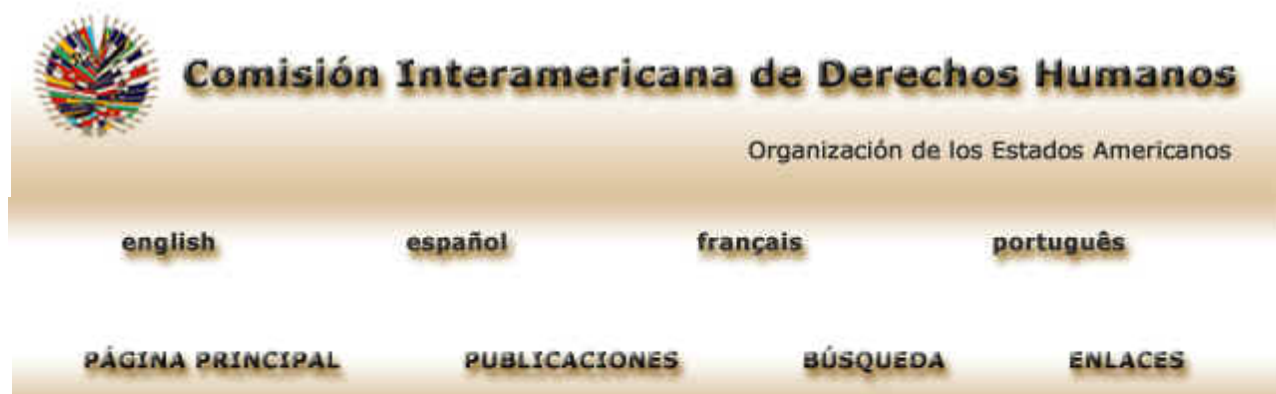 Comisión Interamericana de Derechos Humanos
Organización de los Estados Americanos
english español français português
PÁGINA PRINCIPAL PUBLICACIONES BÚSQUEDA ENLACES